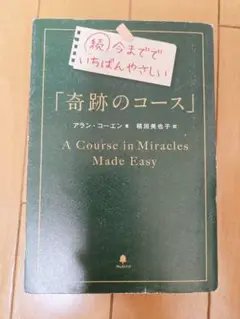 続 今までで
いちばんやさしい
「奇跡のコース」
アラン・コーエン 著 積田美也子 訳
A Course in Miracles
Made Easy